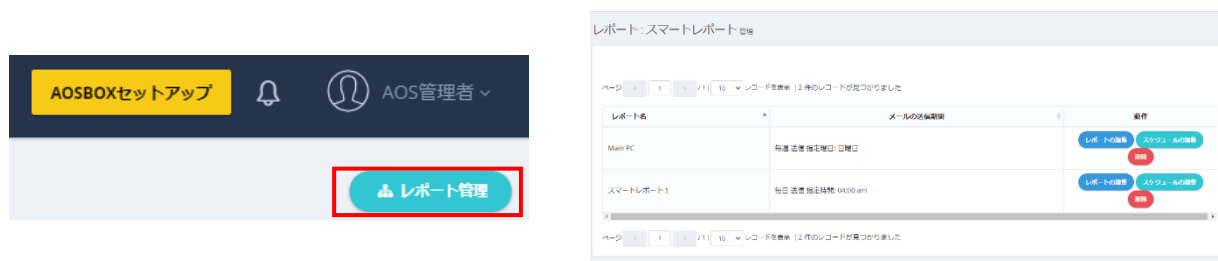 AOSBOXセットアップ
AOS管理者
レポート管理
レポート : スマートレポート 管理
ページ 1 / 1 | 10 レコードを表示 | 2 件のレコードが見つかりました
レポート名 メールの送信期間 動作
Main PC 毎週 送信 指定曜日: 日曜日 レポートの編集 スケジュールの編集
削除
スマートレポート1 毎日 送信 指定時間: 04:00 am レポートの編集 スケジュールの編集
削除
ページ 1 / 1 | 10 レコードを表示 | 2 件のレコードが見つかりました